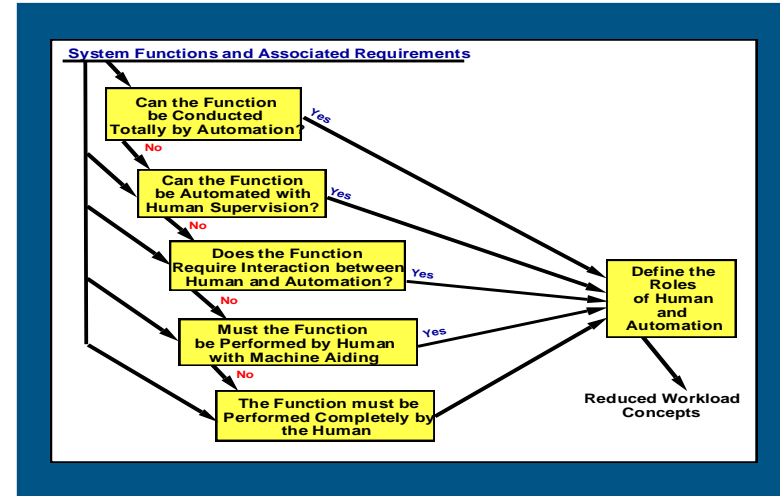 System Functions and Associated Requirements
Can the Function
be Conducted
Totally by Automation?
Yes
No
Can the Function
be Automated with
Human Supervision?
Yes
No
Does the Function
Require Interaction between
Human and Automation?
Yes
No
Must the Function
be Performed by Human
with Machine Aiding
Yes
No
The Function must be
Performed Completely by
the Human
Define the
Roles
of Human
and
Automation
Reduced Workload
Concepts